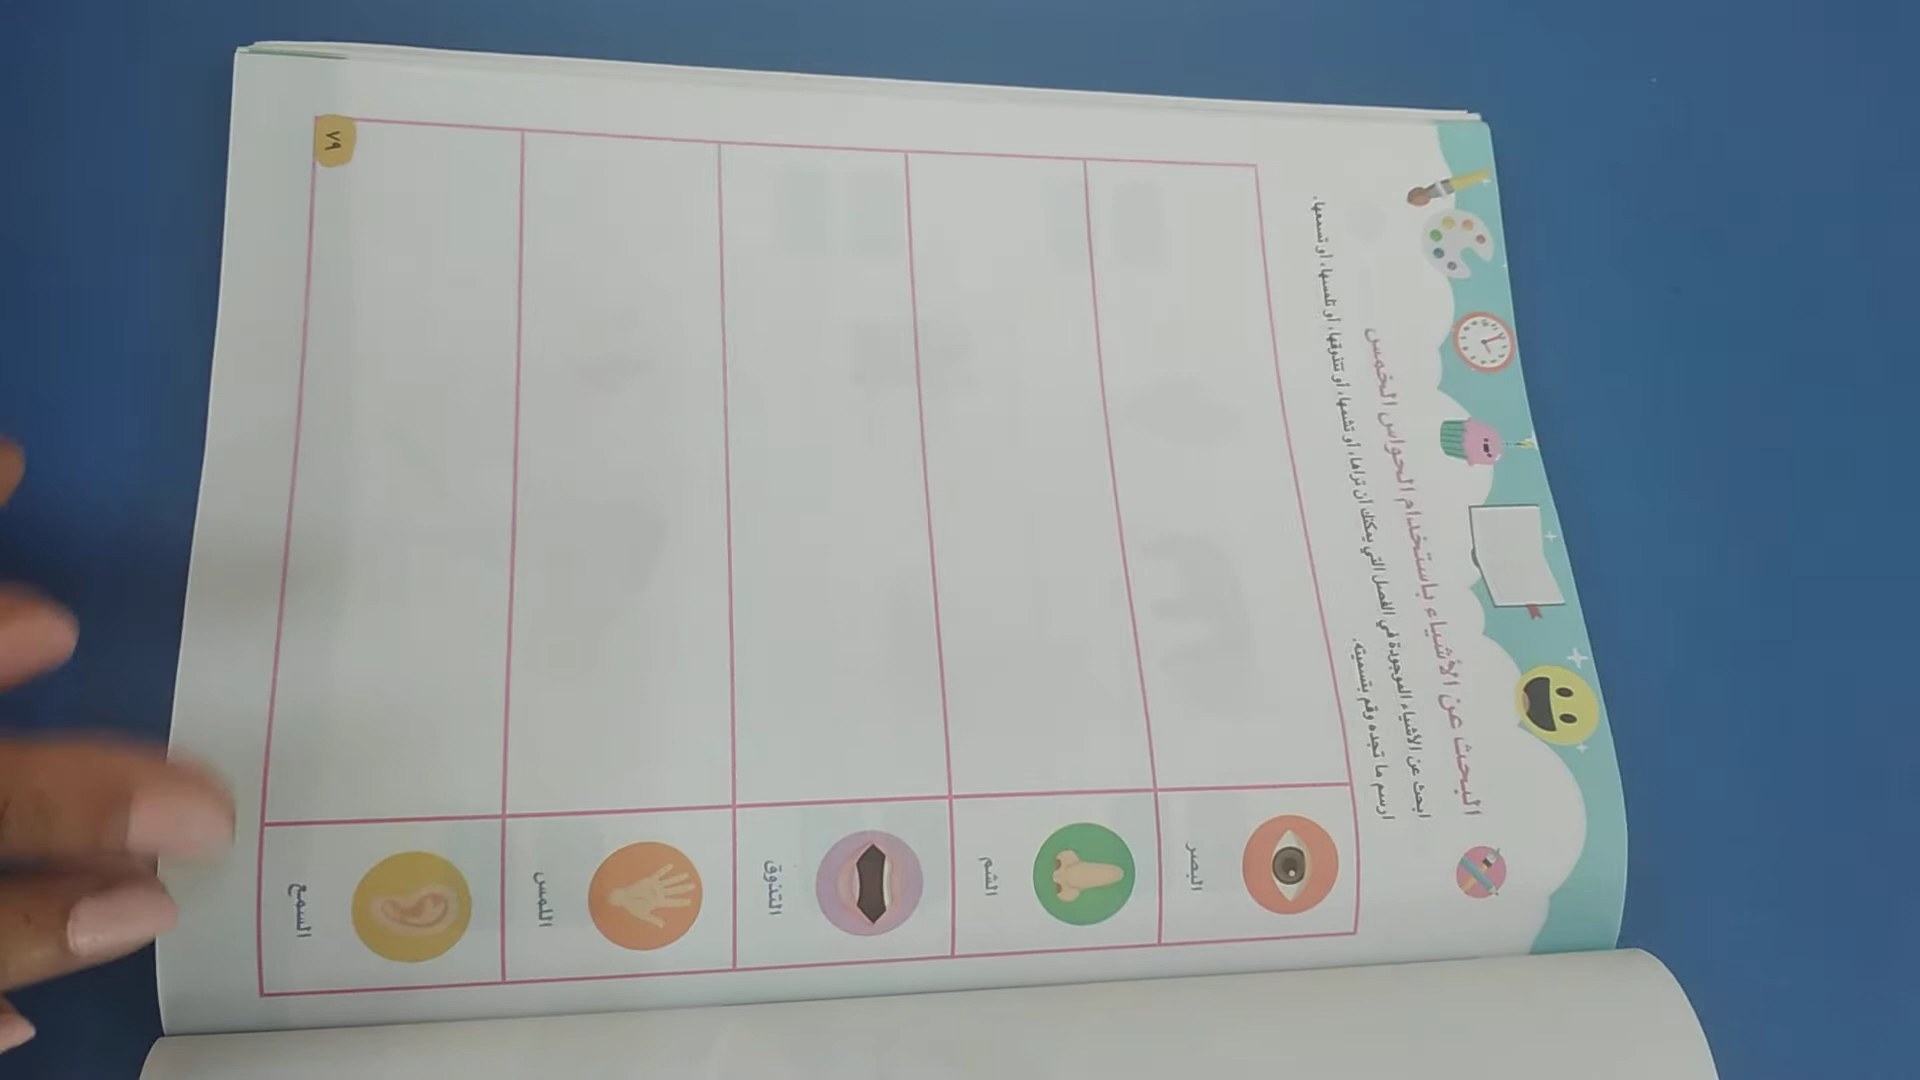 البحث عن الأشياء باستخدام الحواس الخمس
ابحث عن الأشياء الموجودة في الفصل التي يمكنك أن تراها، أو تشمها، أو تتذوقها، أو تلمسها، أو تسمعها.
ارسم ما تجده وقم بتسميته.
البصر
الشم
التذوق
اللمس
السمع
٧٩